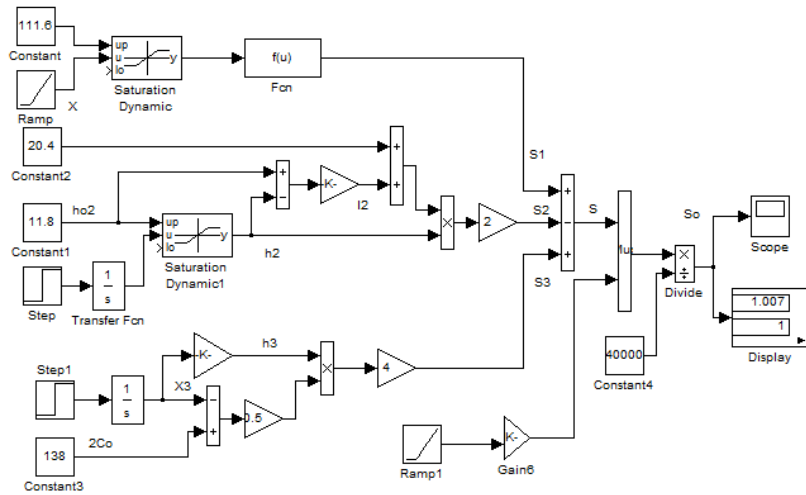 111.6
Constant
Ramp
X
up
u
lo
y
Saturation
Dynamic
f(u)
Fcn
S1
20.4
Constant2
+
+
ho2
+
−
-K-
l2
11.8
Constant1
up
u
lo
y
Saturation
Dynamic1
h2
×
2
S2
+
−
+
S
So
Scope
×
÷
Divide
1.007
1
Display
Step
1
s
Transfer Fcn
S3
40000
Constant4
Step1
1
s
X3
-K-
h3
−
+
0.5
×
4
138
Constant3
2Co
Ramp1
K-
Gain6